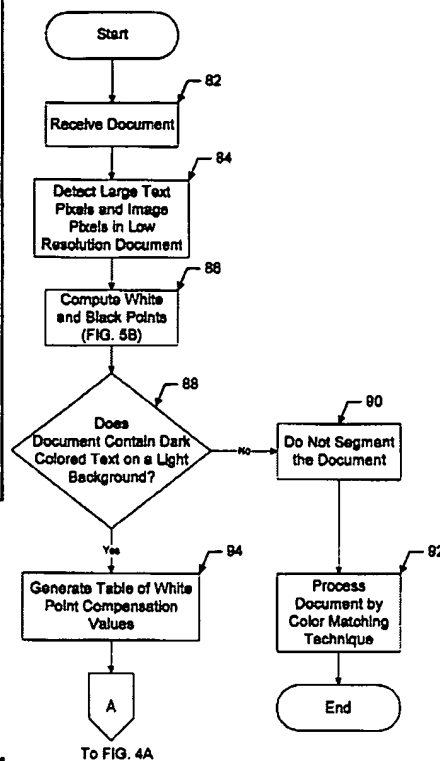 Start
82
Receive Document
84
Detect Large Text
Pixels and Image
Pixels in Low
Resolution Document
88
Compute White
and Black Points
(FIG. 5B)
88
Does
Document Contain Dark
Colored Text on a Light
Background?
No
90
Do Not Segment
the Document
Yes
94
Generate Table of White
Point Compensation
Values
92
Process
Document by
Color Matching
Technique
A
End
To FIG. 4A